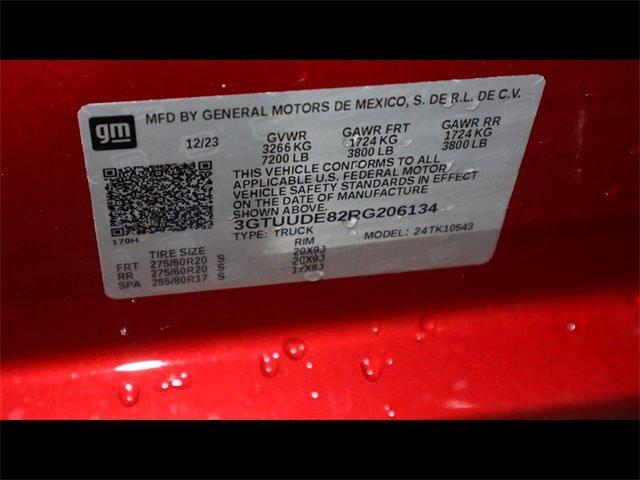 gm
MFD BY GENERAL MOTORS DE MEXICO, S. DE R.L. DE C.V.
12/23 GVWR GAWR FRT GAWR RR
3266 KG 1724 KG 1724 KG
7200 LB 3800 LB 3800 LB
THIS VEHICLE CONFORMS TO ALL
APPLICABLE U.S. FEDERAL MOTOR
VEHICLE SAFETY STANDARDS IN EFFECT
ON THE DATE OF MANUFACTURE
SHOWN ABOVE.
3GTUUDE82RG206134
170H TYPE: TRUCK MODEL: 24TK10543
TIRE SIZE RIM
FRT 275/60R20 S 20X9J
RR 275/60R20 S 20X9J
SPA 255/80R17 S 17X8J